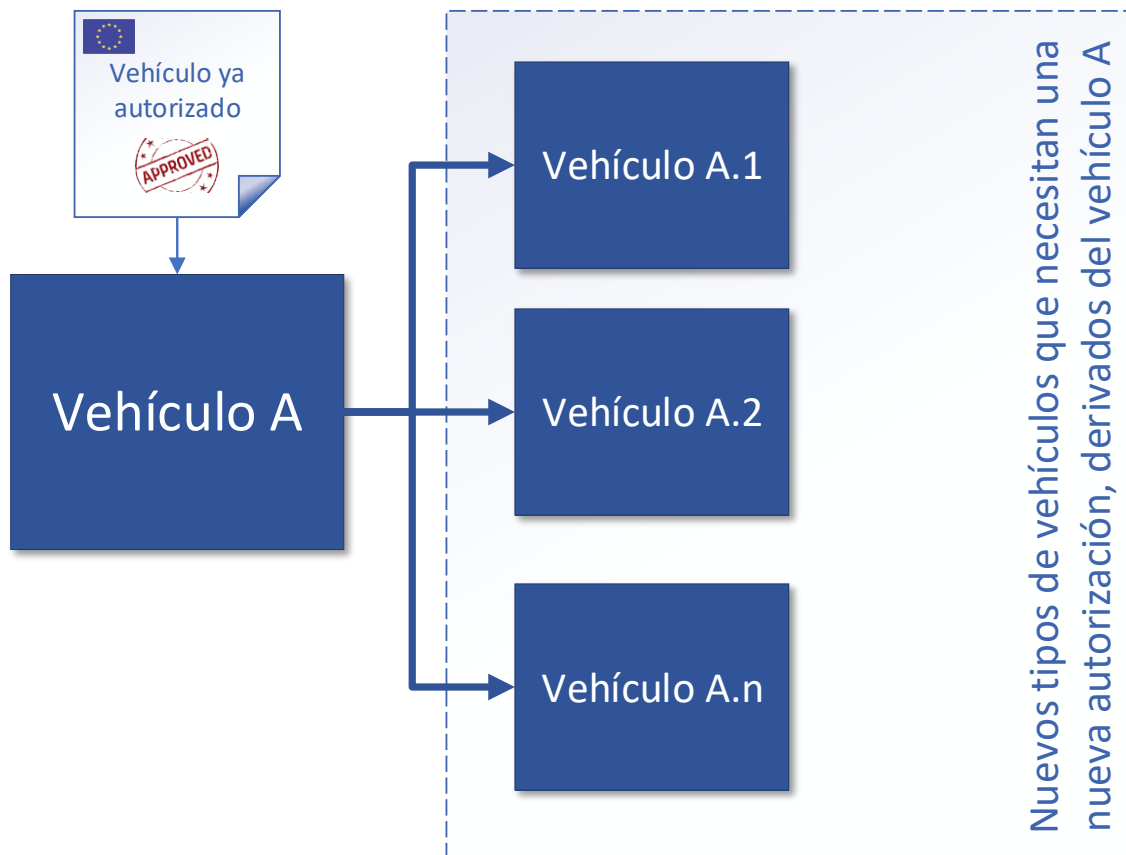 Vehículo ya
autorizado
APPROVED
Vehículo A
Vehículo A.1
Vehículo A.2
Vehículo A.n
Nuevos tipos de vehículos que necesitan una
nueva autorización, derivados del vehículo A